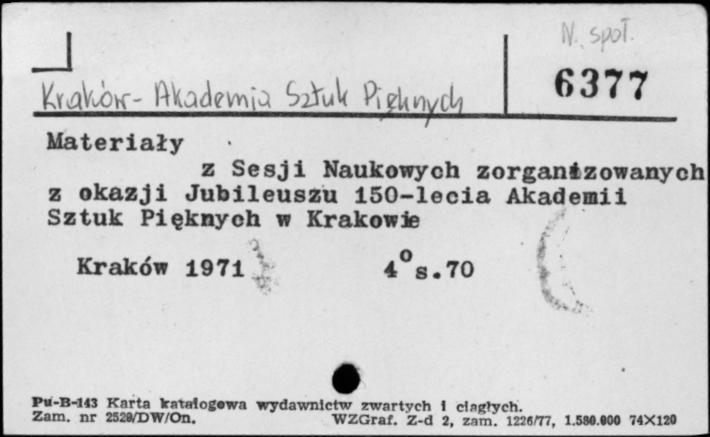 N. społ.
6377
Kraków - Akademia Sztuk Pięknych
Materiały
z Sesji Naukowych zorganizowanych
z okazji Jubileuszu 150-lecia Akademii
Sztuk Pięknych w Krakowie
Kraków 1971 4° s.70
Pu-B-143 Karta katalogowa wydawnictw zwartych i ciągłych.
Zam. nr 2529/DW/On. WZGraf. Z-d 2, zam. 1226/77, 1.580.000 74X120